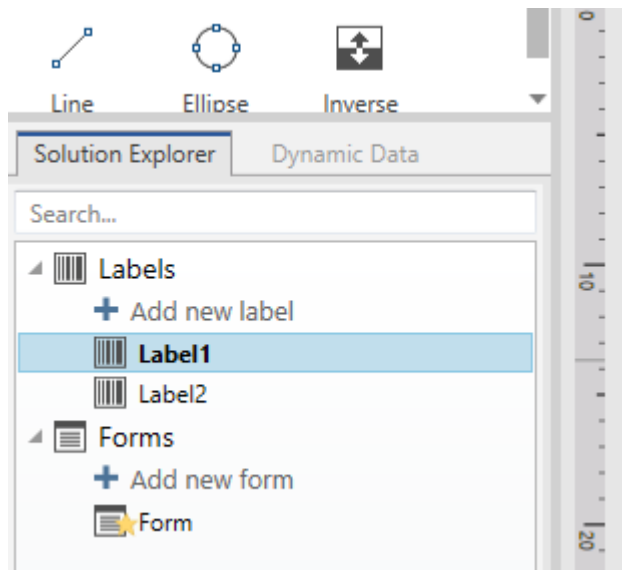 Line Ellipse Inverse
0
Solution Explorer Dynamic Data
Search...
Labels
10
Add new label
Label1
Label2
Forms
Add new form
Form
20